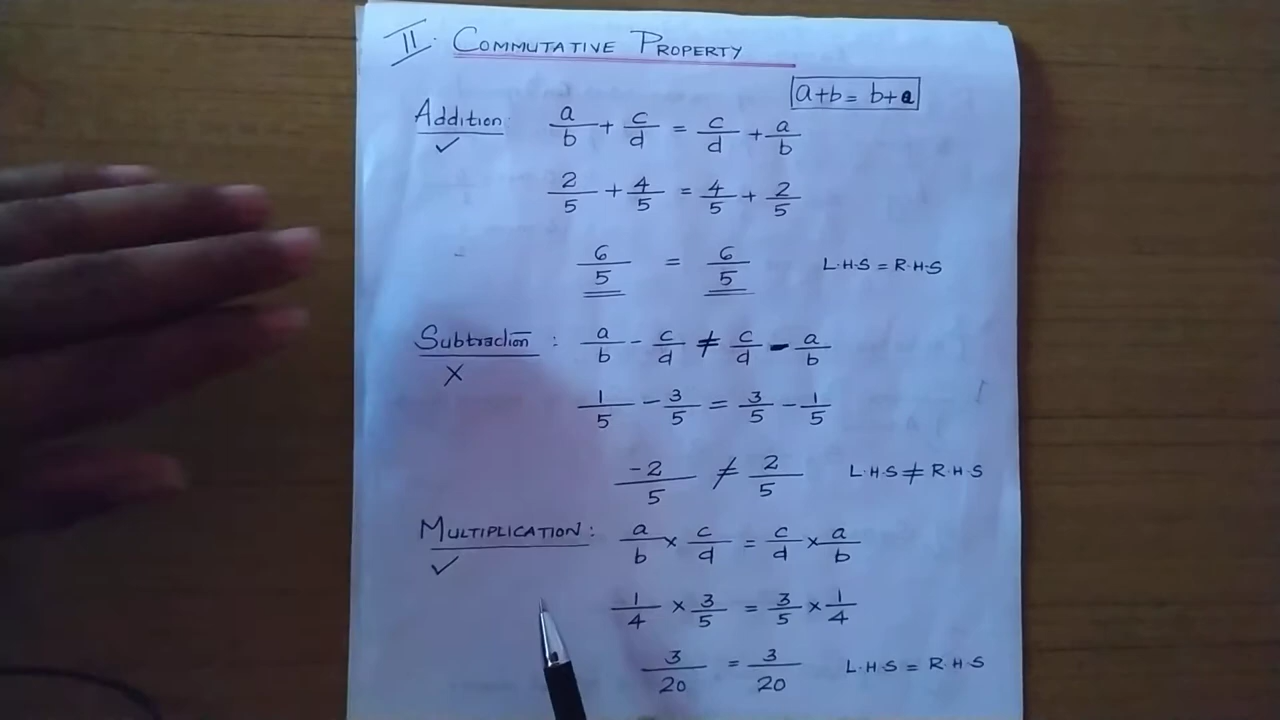 II. COMMUTATIVE PROPERTY
a+b = b+a
Addition a/b + c/d = c/d + a/b
2/5 + 4/5 = 4/5 + 2/5
6/5 = 6/5 L.H.S = R.H.S
Subtraction : a/b - c/d ≠ c/d - a/b
X
1/5 - 3/5 = 3/5 - 1/5
-2/5 ≠ 2/5 L.H.S ≠ R.H.S
MULTIPLICATION: a/b × c/d = c/d × a/b
1/4 × 3/5 = 3/5 × 1/4
3/20 = 3/20 L.H.S = R.H.S